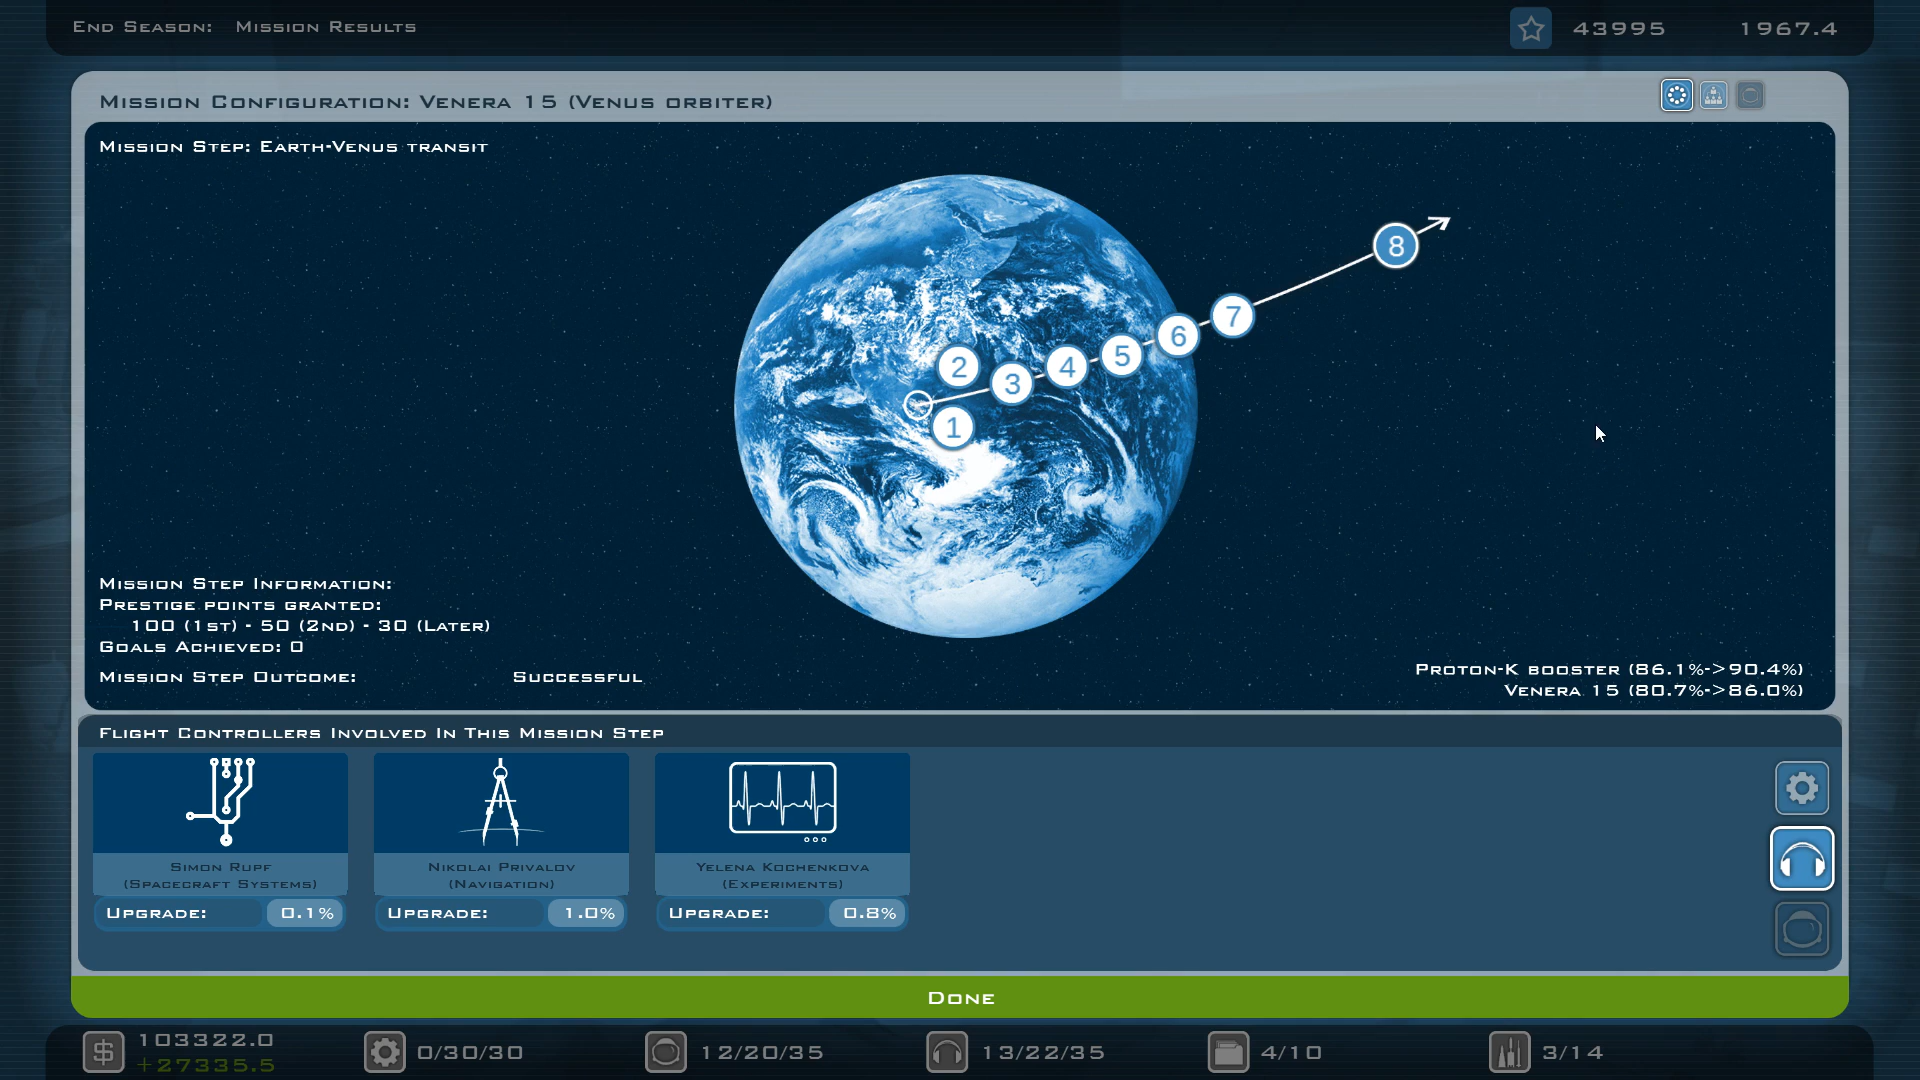 End Season: Mission Results
43995
1967.4
Mission Configuration: Venera 15 (Venus orbiter)
Mission Step: Earth-Venus transit
8
7
6
5
4
3
2
1
Mission Step Information:
Prestige points granted:
100 (1st) - 50 (2nd) - 30 (Later)
Goals Achieved: 0
Mission Step Outcome: Successful
Proton-K booster (86.1%->90.4%)
Venera 15 (80.7%->86.0%)
Flight Controllers Involved In This Mission Step
Simon Rupf
(Spacecraft Systems)
Upgrade: 0.1%
Nikolai Privalov
(Navigation)
Upgrade: 1.0%
Yelena Kochenkova
(Experiments)
Upgrade: 0.8%
Done
$ 103322.0
+27335.5
0/30/30
12/20/35
13/22/35
4/10
3/14